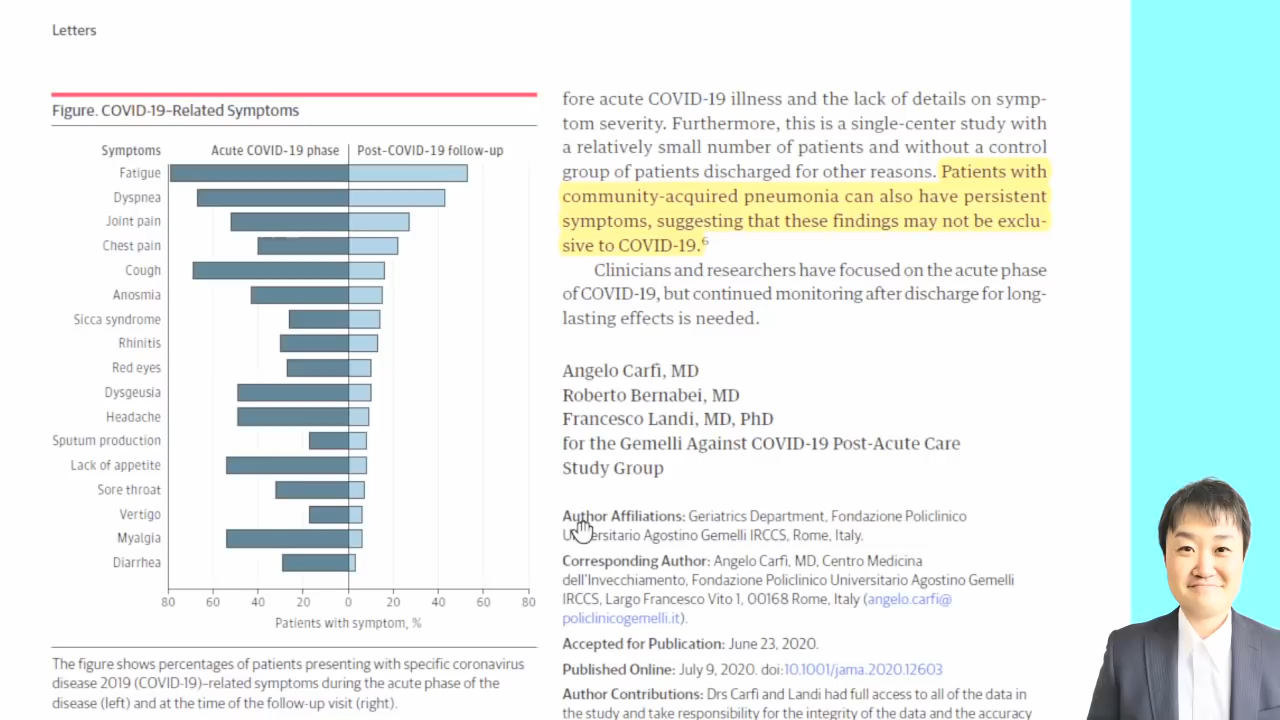 Letters
Figure. COVID-19–Related Symptoms
Symptoms Acute COVID-19 phase Post-COVID-19 follow-up
Fatigue
Dyspnea
Joint pain
Chest pain
Cough
Anosmia
Sicca syndrome
Rhinitis
Red eyes
Dysgeusia
Headache
Sputum production
Lack of appetite
Sore throat
Vertigo
Myalgia
Diarrhea
80 60 40 20 0 20 40 60 80
Patients with symptom, %
The figure shows percentages of patients presenting with specific coronavirus
disease 2019 (COVID-19)–related symptoms during the acute phase of the
disease (left) and at the time of the follow-up visit (right).
fore acute COVID-19 illness and the lack of details on symp-
tom severity. Furthermore, this is a single-center study with
a relatively small number of patients and without a control
group of patients discharged for other reasons. Patients with
community-acquired pneumonia can also have persistent
symptoms, suggesting that these findings may not be exclu-
sive to COVID-19.6
Clinicians and researchers have focused on the acute phase
of COVID-19, but continued monitoring after discharge for long-
lasting effects is needed.
Angelo Carfì, MD
Roberto Bernabei, MD
Francesco Landi, MD, PhD
for the Gemelli Against COVID-19 Post-Acute Care
Study Group
Author Affiliations: Geriatrics Department, Fondazione Policlinico
Universitario Agostino Gemelli IRCCS, Rome, Italy.
Corresponding Author: Angelo Carfì, MD, Centro Medicina
dell'Invecchiamento, Fondazione Policlinico Universitario Agostino Gemelli
IRCCS, Largo Francesco Vito 1, 00168 Rome, Italy (angelo.carfi@
policlinicogemelli.it).
Accepted for Publication: June 23, 2020.
Published Online: July 9, 2020. doi:10.1001/jama.2020.12603
Author Contributions: Drs Carfì and Landi had full access to all of the data in
the study and take responsibility for the integrity of the data and the accuracy